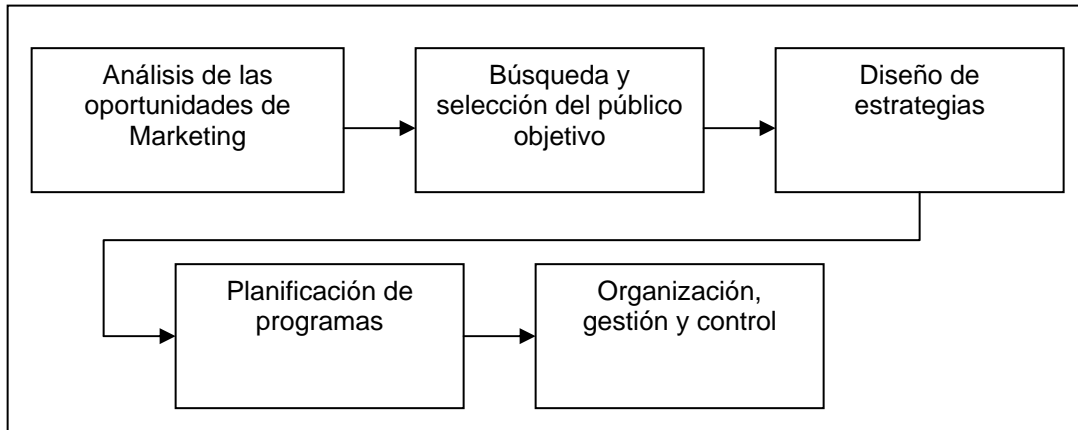 Análisis de las
oportunidades de
Marketing
Búsqueda y
selección del público
objetivo
Diseño de
estrategias
Planificación de
programas
Organización,
gestión y control